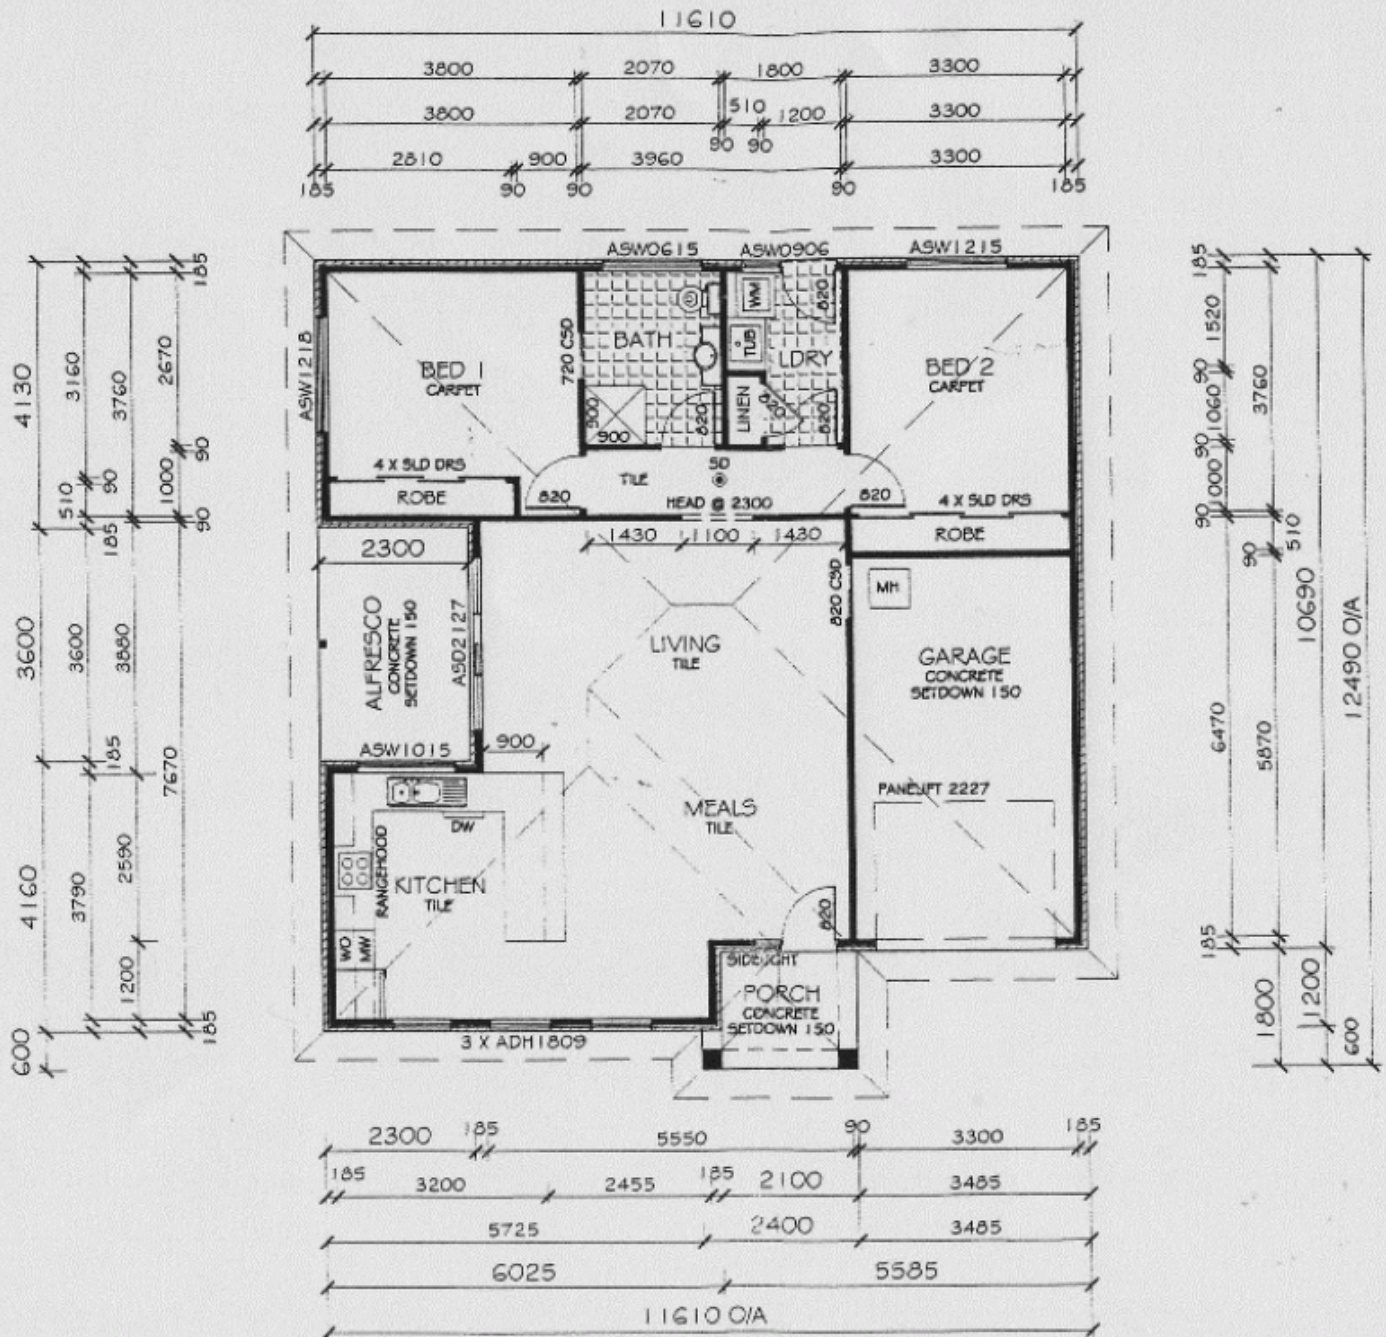 11610
3800 2070 1800 3300
3800 2070 510 1200 3300
90 90
2810 900 3960 3300
185 90 90 90 185
ASW0615 ASW0906 ASW1215
185
4130
3160
3760
2670
185
ASW1218
BED 1
CARPET
720 CSD
BATH
WM
820
TUB
LDRY
BED 2
CARPET
900
900
820
LINEN
820
185
1520
90
1060
90
1000
90
3760
510
90
10690
12490 O/A
510
90
1000
90
90
185
4 X SLD DRS
ROBE
820
TILE
SD
HEAD @ 2300
820
4 X SLD DRS
ROBE
2300
1430 1100 1430
820 CSD
MH
3600
3600
3880
ALFRESCO
CONCRETE
SETDOWN 150
ASD2127
LIVING
TILE
GARAGE
CONCRETE
SETDOWN 150
6470
5870
185
7670
ASW1015
900
PANELIFT 2227
DW
MEALS
TILE
4160
3790
2590
1200
RANGEHOOD
KITCHEN
TILE
WO
MW
820
SIDELIGHT
PORCH
CONCRETE
SETDOWN 150
185
1800
1200
600
600
185
3 X ADH1809
2300 185 5550 90 3300 185
185 3200 2455 185 2100 3485
5725 2400 3485
6025 5585
11610 O/A